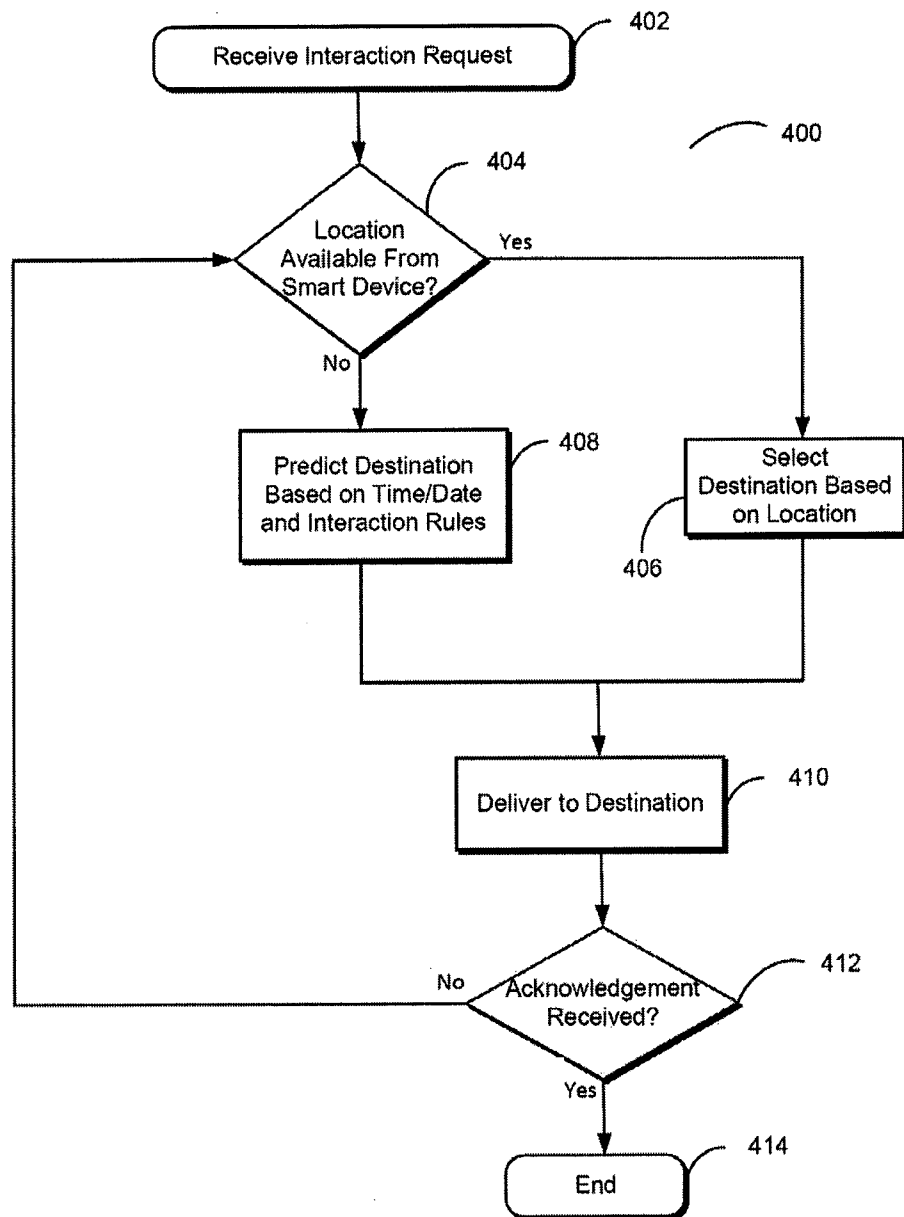 Receive Interaction Request
402
400
404
Location
Available From
Smart Device?
Yes
No
408
Predict Destination
Based on Time/Date
and Interaction Rules
Select
Destination Based
on Location
406
410
Deliver to Destination
412
No
Acknowledgement
Received?
Yes
414
End